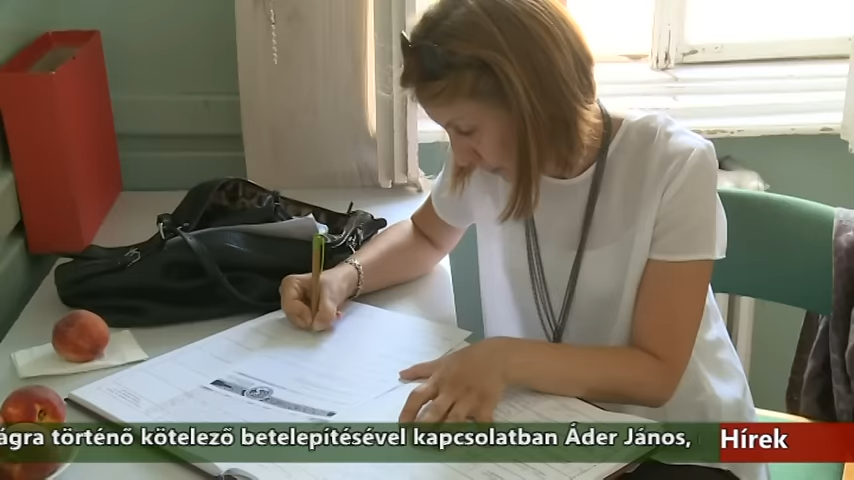 ágra történő kötelező betelepítésével kapcsolatban Áder János,
Hírek